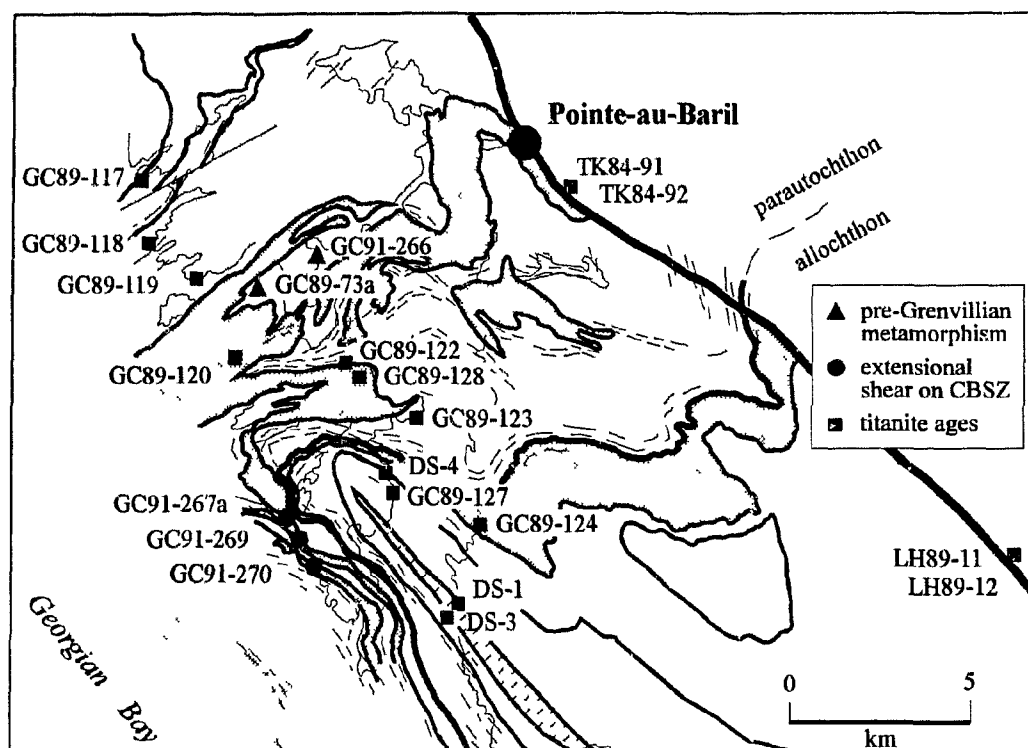 Pointe-au-Baril
TK84-91
TK84-92
parautochthon
allochthon
GC89-117
GC89-118
GC89-119
GC91-266
GC89-73a
GC89-120
GC89-122
GC89-128
GC89-123
DS-4
GC89-127
GC89-124
GC91-267a
GC91-269
GC91-270
DS-1
DS-3
LH89-11
LH89-12
pre-Grenvillian
metamorphism
extensional
shear on CBSZ
titanite ages
Georgian
Bay
0 5
km